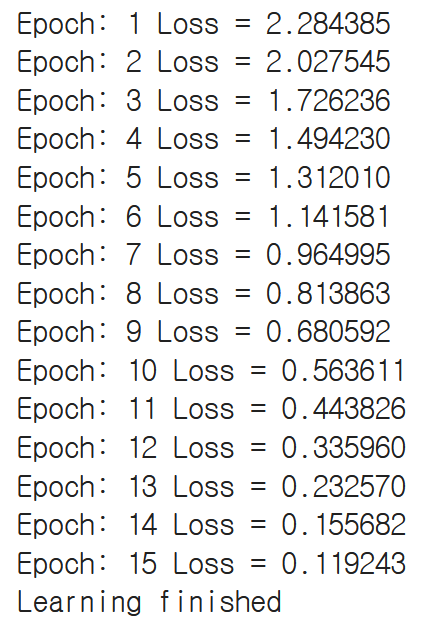 Epoch: 1 Loss = 2.284385
Epoch: 2 Loss = 2.027545
Epoch: 3 Loss = 1.726236
Epoch: 4 Loss = 1.494230
Epoch: 5 Loss = 1.312010
Epoch: 6 Loss = 1.141581
Epoch: 7 Loss = 0.964995
Epoch: 8 Loss = 0.813863
Epoch: 9 Loss = 0.680592
Epoch: 10 Loss = 0.563611
Epoch: 11 Loss = 0.443826
Epoch: 12 Loss = 0.335960
Epoch: 13 Loss = 0.232570
Epoch: 14 Loss = 0.155682
Epoch: 15 Loss = 0.119243
Learning finished